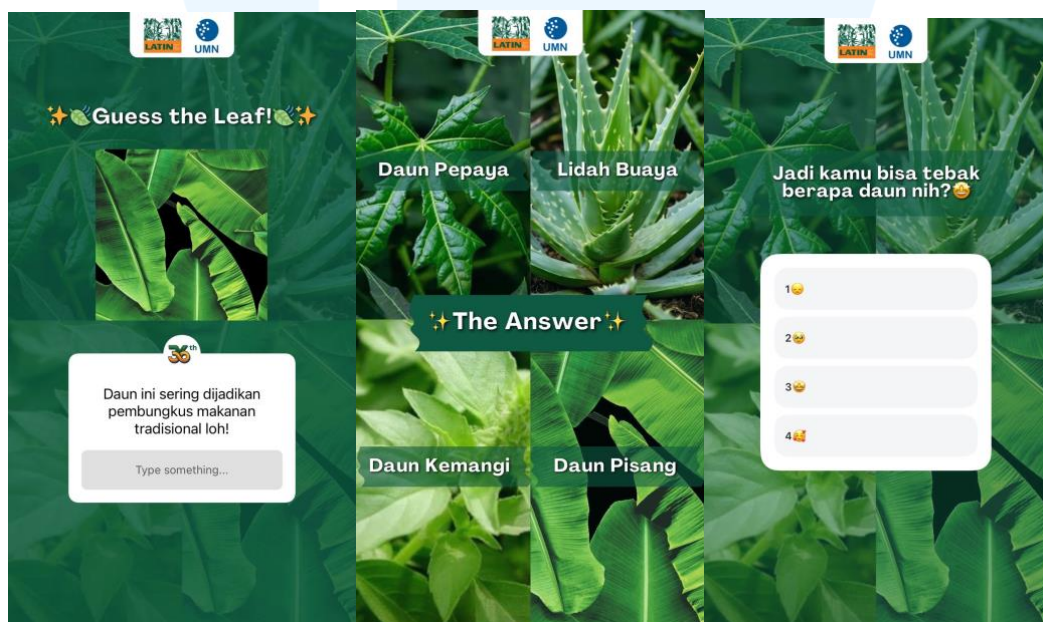 LATIN
UMN
✨🍃Guess the Leaf!🍃✨
36th
Daun ini sering dijadikan
pembungkus makanan
tradisional loh!
Type something...
LATIN
UMN
Daun Pepaya
Lidah Buaya
✨The Answer✨
Daun Kemangi
Daun Pisang
LATIN
UMN
Jadi kamu bisa tebak
berapa daun nih?🤩
1😞
2🥹
3🤩
4🥰